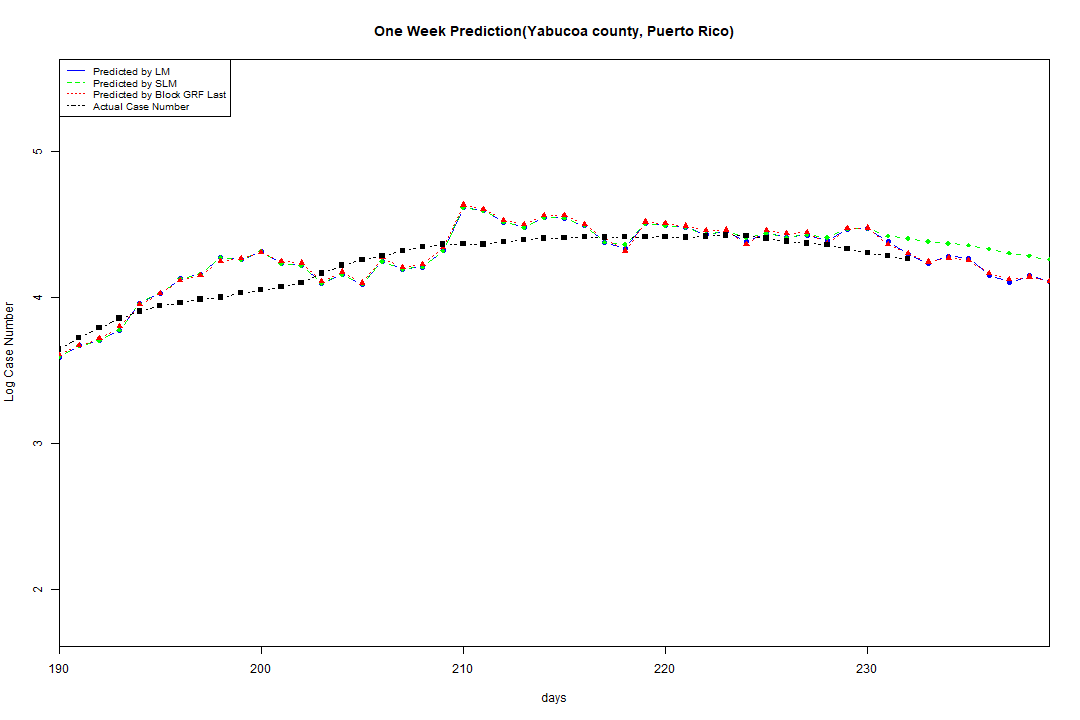 One Week Prediction(Yabucoa county, Puerto Rico)
Predicted by LM
Predicted by SLM
Predicted by Block GRF Last
Actual Case Number
5
4
3
2
Log Case Number
190 200 210 220 230
days